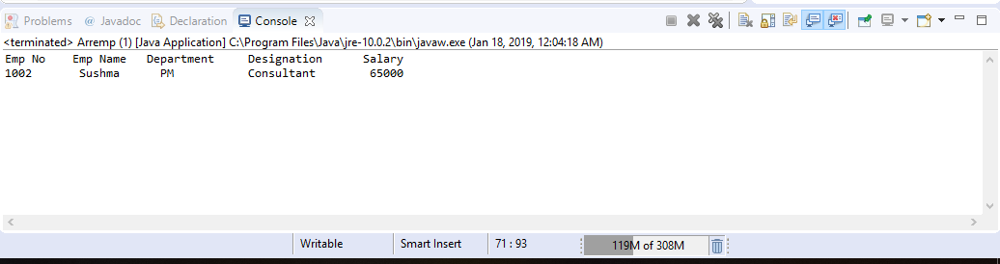 Problems @ Javadoc Declaration Console
<terminated> Arremp (1) [Java Application] C:\Program Files\Java\jre-10.0.2\bin\javaw.exe (Jan 18, 2019, 12:04:18 AM)
Emp No Emp Name Department Designation Salary
1002 Sushma PM Consultant 65000
Writable Smart Insert 71 : 93 119M of 308M